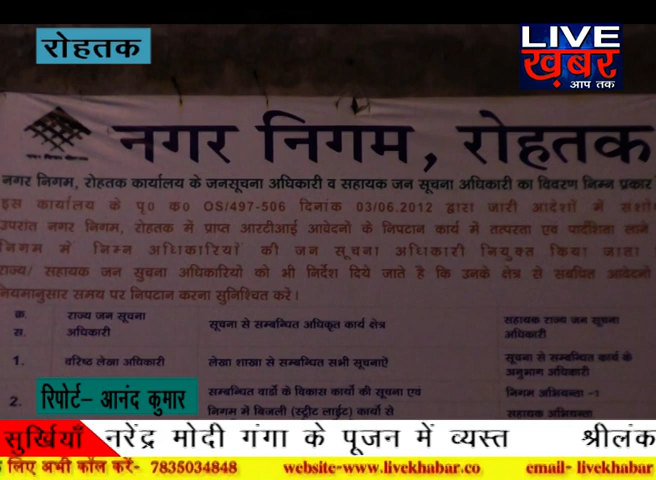 रोहतक
LIVE
ख़बर
आप तक
नगर निगम, रोहतक
नगर निगम, रोहतक कार्यालय के जनसूचना अधिकारी व सहायक जन सूचना अधिकारी का विवरण निम्न प्रकार
इस कार्यालय के पृ० क० OS/497-506 दिनांक 03/06.2012 द्वारा जारी आदेशों में
उपरांत नगर निगम, रोहतक में प्राप्त आरटीआई आवेदनो के निपटान कार्य में तत्परता एवं पार्दशिता लाने
निगम में निम्न अधिकारियों की जन सूचना अधिकारी नियुक्त किया जाता
राज्य/ सहायक जन सुचना अधिकारियो को भी निर्देश दिये जाते है कि उनके क्षेत्र से संबधित आवेदनो
नियमानुसार समय पर निपटान करना सुनिश्चित करे।
क्र. स. राज्य जन सूचना अधिकारी सूचना से सम्बन्धित अधिकृत कार्य क्षेत्र सहायक राज्य जन सूचना अधिकारी
1. वरिष्ठ लेखा अधिकारी लेखा शाखा से सम्बन्धित सभी सूचनाऐं सूचना से सम्बन्धित कार्य के अनुभाग अधिकारी
2. सम्बन्धित वार्डो के विकास कार्यो की सूचना एवं निगम अभियन्ता -1
निगम में बिजली (स्ट्रीट लाईट) कार्यो से सहायक अभियन्ता
रिपोर्ट- आनंद कुमार
सुर्खियाँ नरेंद्र मोदी गंगा के पूजन में व्यस्त श्रीलंक
के लिए अभी कॉल करें- 7835034848 website-www.livekhabar.co email- livekhabar